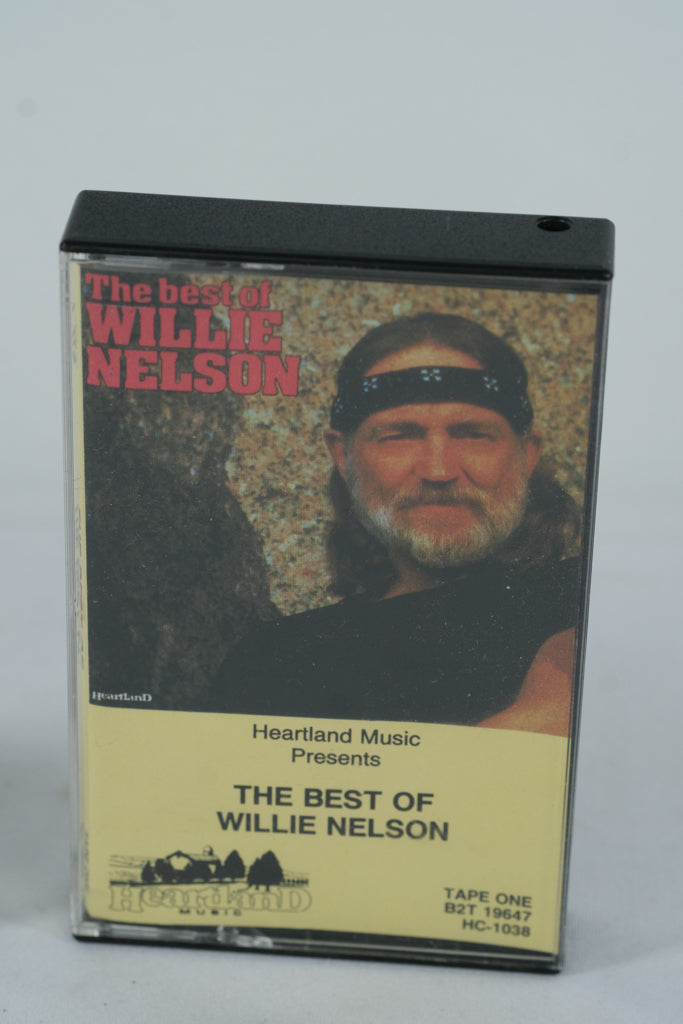 The best of
WILLIE
NELSON
HeartlanD
Heartland Music
Presents
THE BEST OF
WILLIE NELSON
HeartlanD
MUSIC
TAPE ONE
B2T 19647
HC-1038